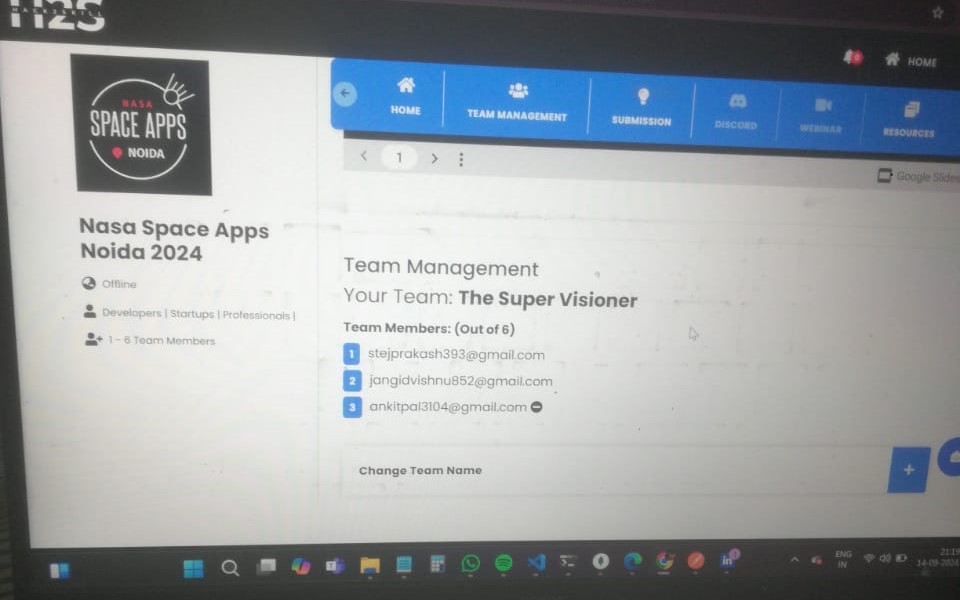 H2S
HACK2SKILL
6
HOME
NASA
SPACE APPS
NOIDA
HOME
TEAM MANAGEMENT
SUBMISSION
DISCORD
WEBINAR
RESOURCES
1
Google Slides
Nasa Space Apps
Noida 2024
Offline
Developers | Startups | Professionals |
1 - 6 Team Members
Team Management
Your Team: The Super Visioner
Team Members: (Out of 6)
1 stejprakash393@gmail.com
2 jangidvishnu852@gmail.com
3 ankitpal3104@gmail.com
Change Team Name
+
ENG
IN
21:19
14-09-2024